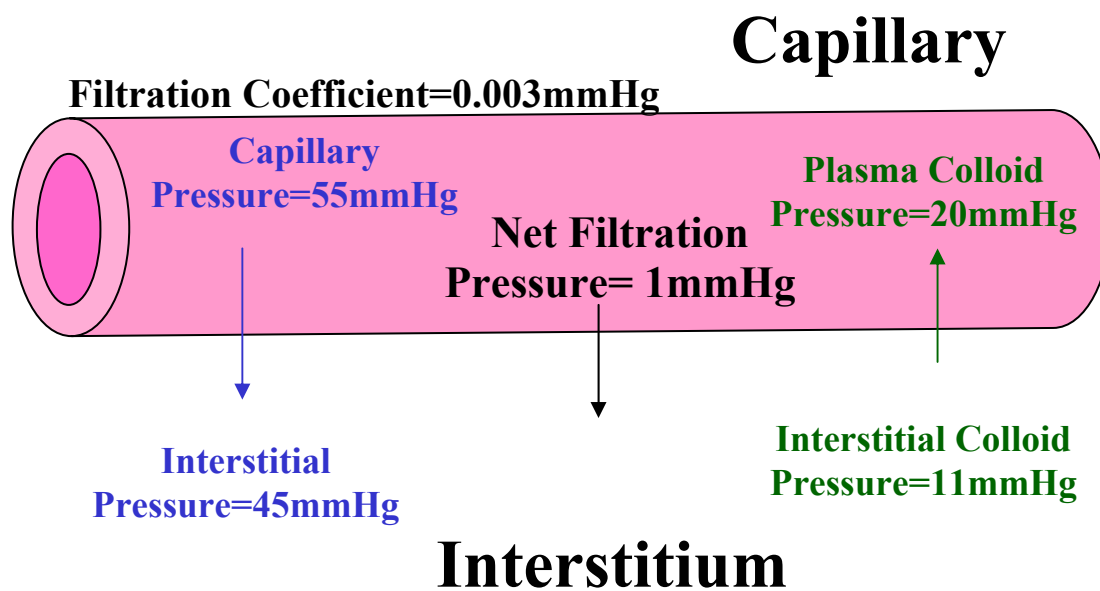 Capillary
Filtration Coefficient=0.003mmHg
Capillary
Pressure=55mmHg
Plasma Colloid
Pressure=20mmHg
Net Filtration
Pressure= 1mmHg
Interstitial
Pressure=45mmHg
Interstitial Colloid
Pressure=11mmHg
Interstitium